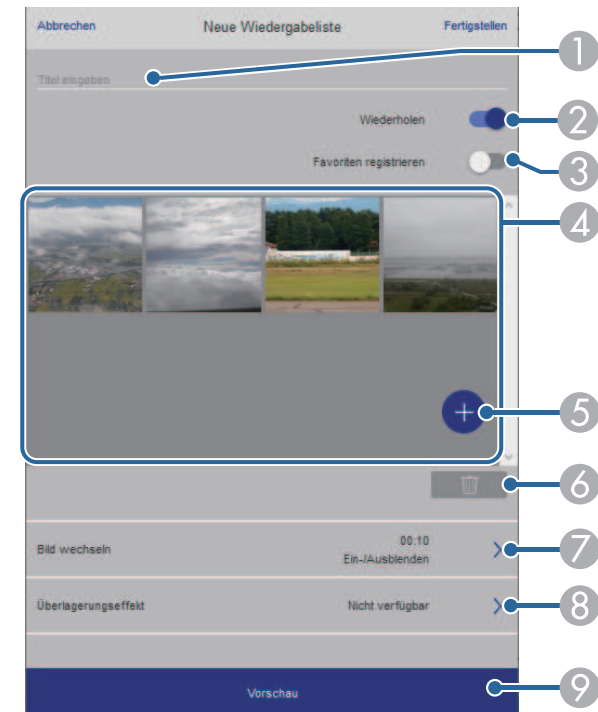 Abbrechen Neue Wiedergabeliste Fertigstellen
Titel eingeben
1
Wiederholen
2
Favoriten registrieren
3
4
5
6
Bild wechseln
00:10
Ein-/Ausblenden
7
Überlagerungseffekt Nicht verfügbar
8
Vorschau
9